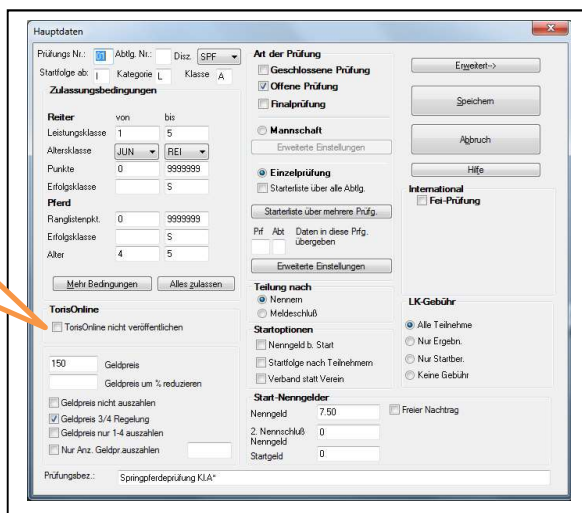 Hauptdaten
Prüfungs Nr.: 01 Abtlg. Nr.: Disz. SPF
Startfolge ab: I Kategorie L Klasse A
Zulassungsbedingungen
Reiter von bis
Leistungsklasse 1 5
Altersklasse JUN REI
Punkte 0 9999999
Erfolgsklasse S
Pferd
Ranglistenpkt. 0 9999999
Erfolgsklasse S
Alter 4 5
Mehr Bedingungen Alles zulassen
TorisOnline
TorisOnline nicht veröffentlichen
150 Geldpreis
Geldpreis um % reduzieren
Geldpreis nicht auszahlen
Geldpreis 3/4 Regelung
Geldpreis nur 1-4 auszahlen
Nur Anz. Geldpr.auszahlen
Prüfungsbez.: Springpferdeprüfung Kl.A*
Art der Prüfung
Geschlossene Prüfung
Offene Prüfung
Finalprüfung
Mannschaft
Erweiterte Einstellungen
Einzelprüfung
Starterliste über alle Abtlg.
Starterliste über mehrere Prüfg.
Prf Abt Daten in diese Prfg.
übergeben
Erweiterte Einstellungen
Teilung nach
Nennern
Meldeschluß
Startoptionen
Nenngeld b. Start
Startfolge nach Teilnehmern
Verband statt Verein
Start-Nenngelder
Nenngeld 7.50 Freier Nachtrag
2. Nennschluß 0
Nenngeld
Startgeld 0
Erweitert-->
Speichern
Abbruch
Hilfe
International
Fei-Prüfung
LK-Gebühr
Alle Teilnehme
Nur Ergebn.
Nur Startber.
Keine Gebühr